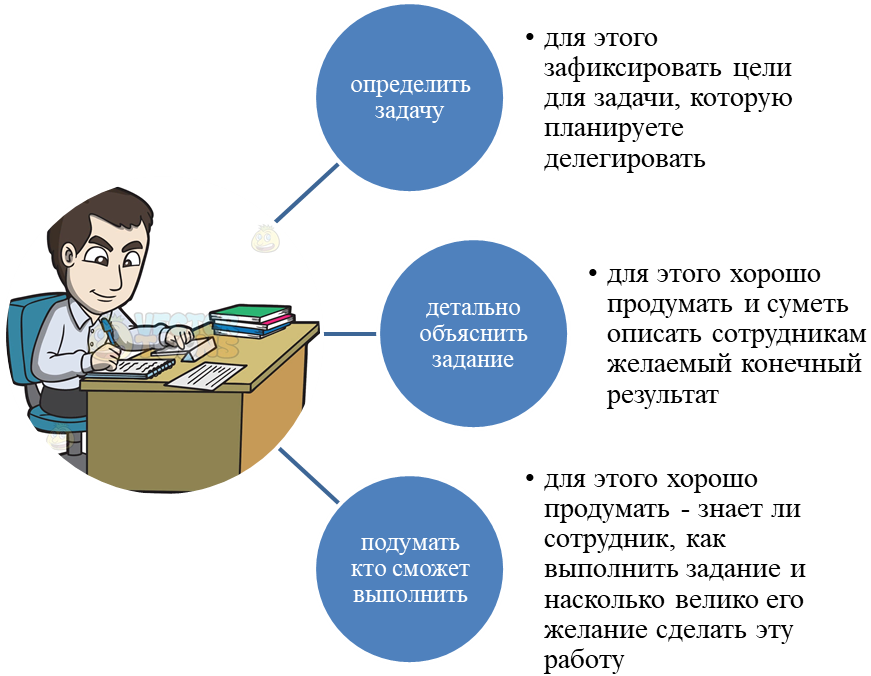 определить
задачу
• для этого
зафиксировать цели
для задачи, которую
планируете
делегировать
детально
объяснить
задание
• для этого хорошо
продумать и суметь
описать сотрудникам
желаемый конечный
результат
подумать
кто сможет
выполнить
• для этого хорошо
продумать - знает ли
сотрудник, как
выполнить задание и
насколько велико его
желание сделать эту
работу